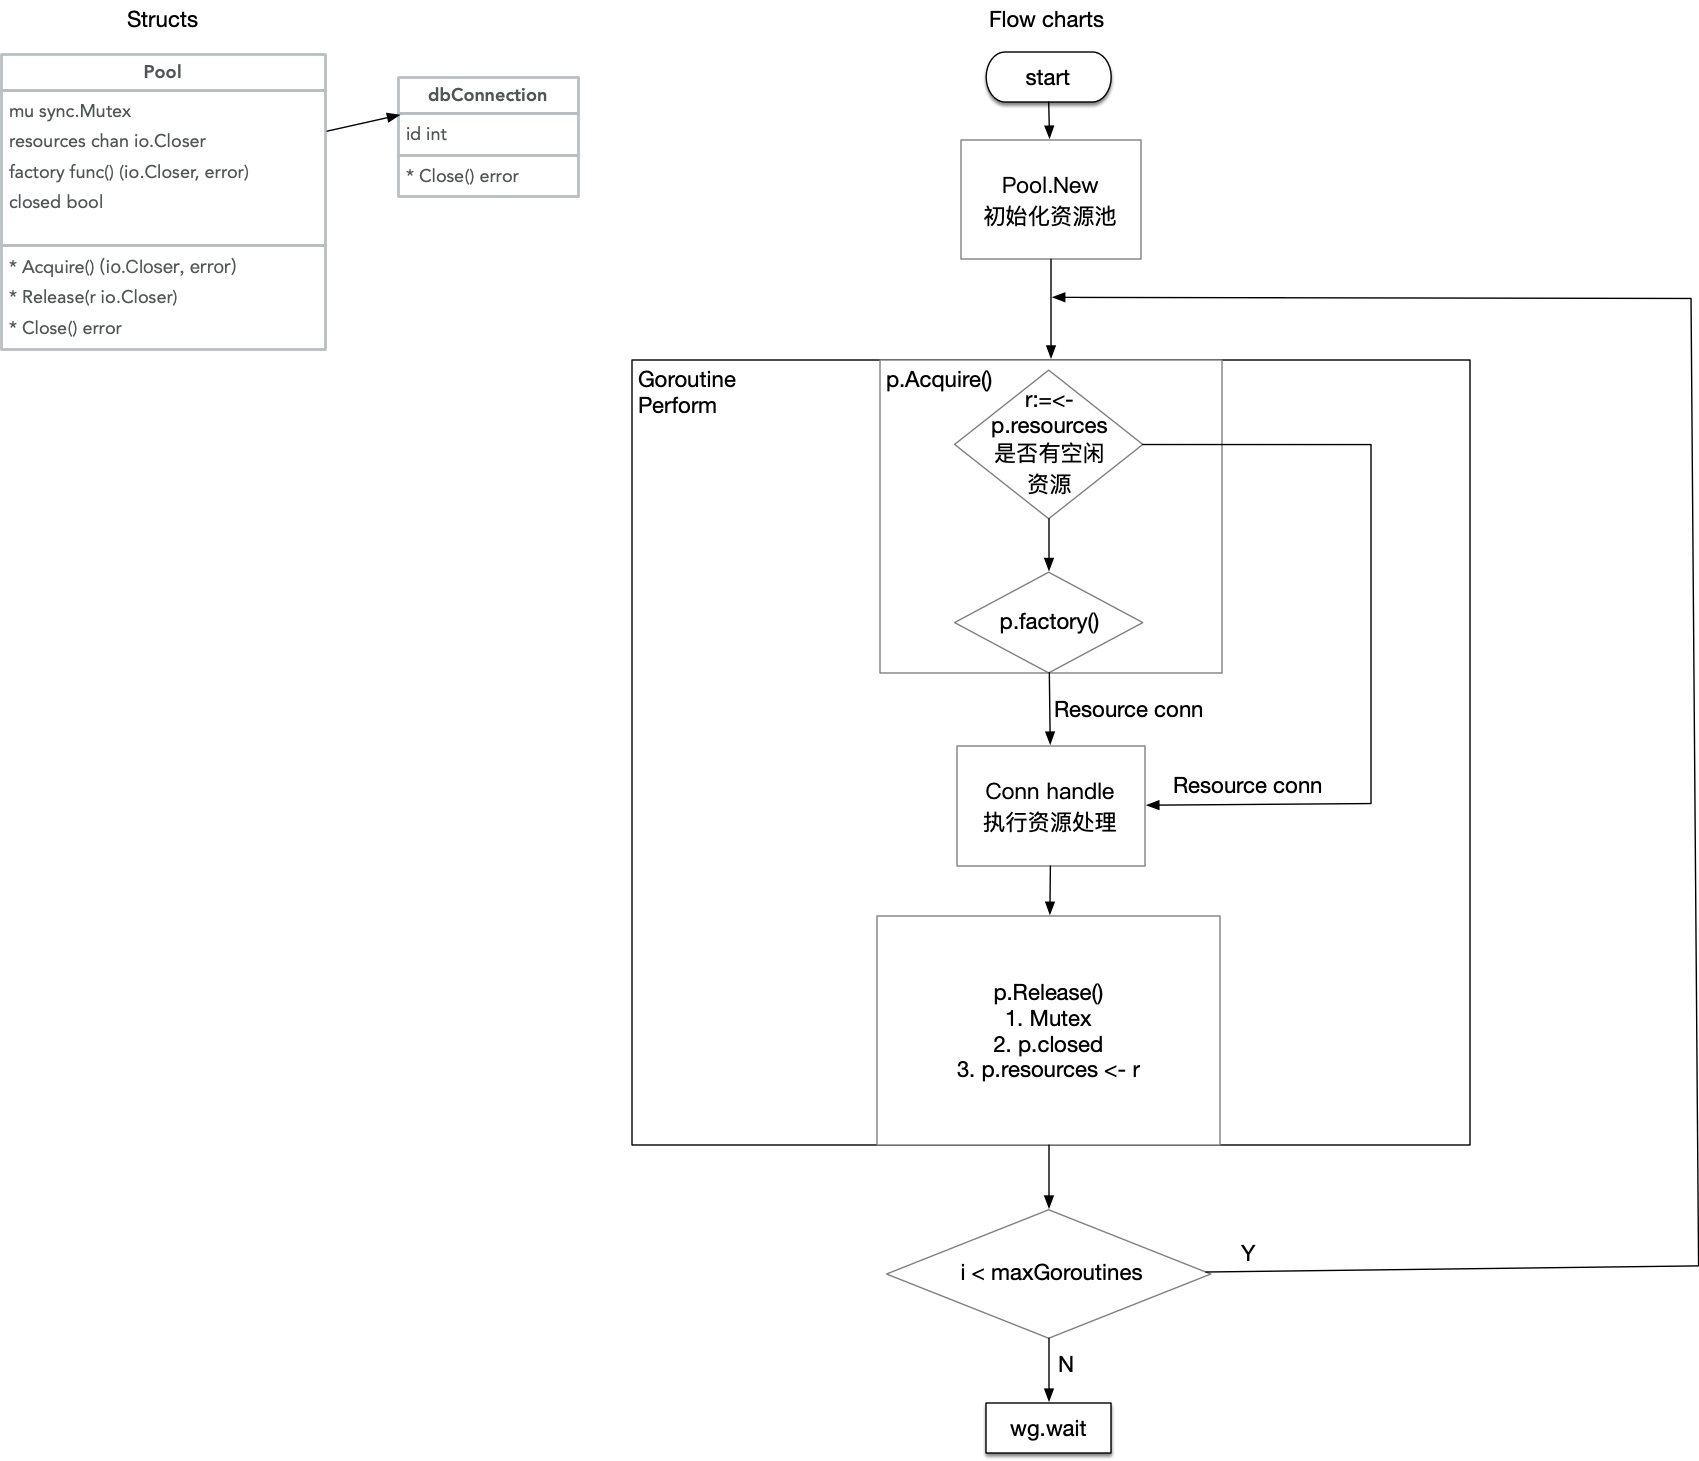 Structs
Pool
mu sync.Mutex
resources chan io.Closer
factory func() (io.Closer, error)
closed bool
* Acquire() (io.Closer, error)
* Release(r io.Closer)
* Close() error
dbConnection
id int
* Close() error
Flow charts
start
Pool.New
初始化资源池
Goroutine
Perform
p.Acquire()
r:=<-
p.resources
是否有空闲
资源
p.factory()
Resource conn
Resource conn
Conn handle
执行资源处理
p.Release()
1. Mutex
2. p.closed
3. p.resources <- r
i < maxGoroutines
Y
N
wg.wait